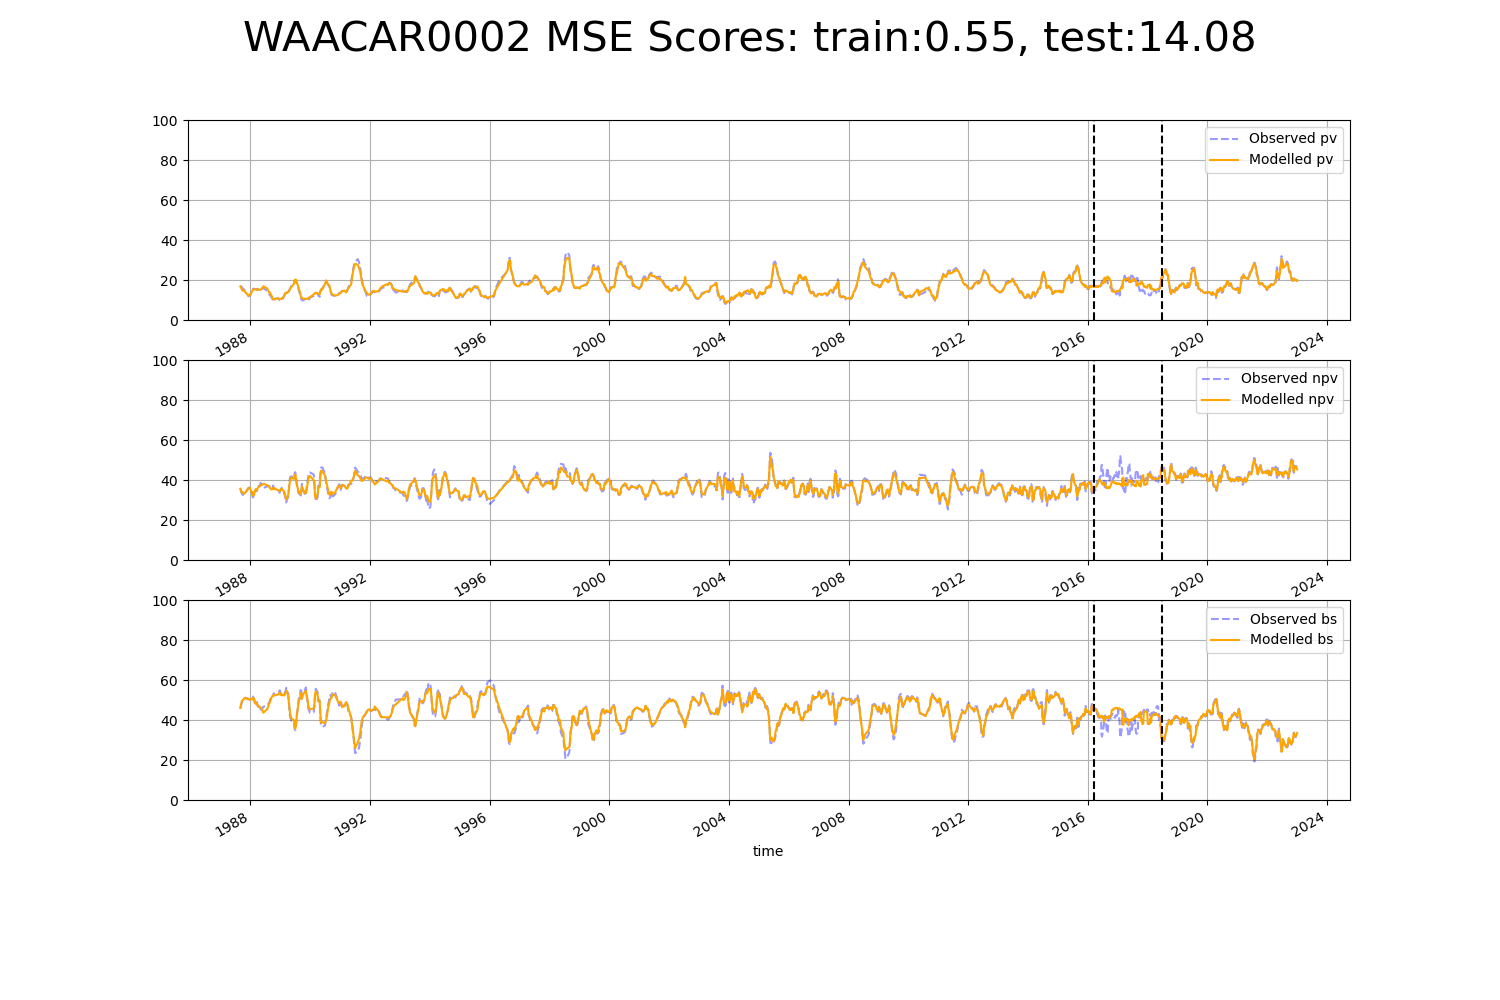 WAACAR0002 MSE Scores: train:0.55, test:14.08
100
80
60
40
20
0
Observed pv
Modelled pv
1988 1992 1996 2000 2004 2008 2012 2016 2020 2024
100
80
60
40
20
0
Observed npv
Modelled npv
1988 1992 1996 2000 2004 2008 2012 2016 2020 2024
100
80
60
40
20
0
Observed bs
Modelled bs
1988 1992 1996 2000 2004 2008 2012 2016 2020 2024
time